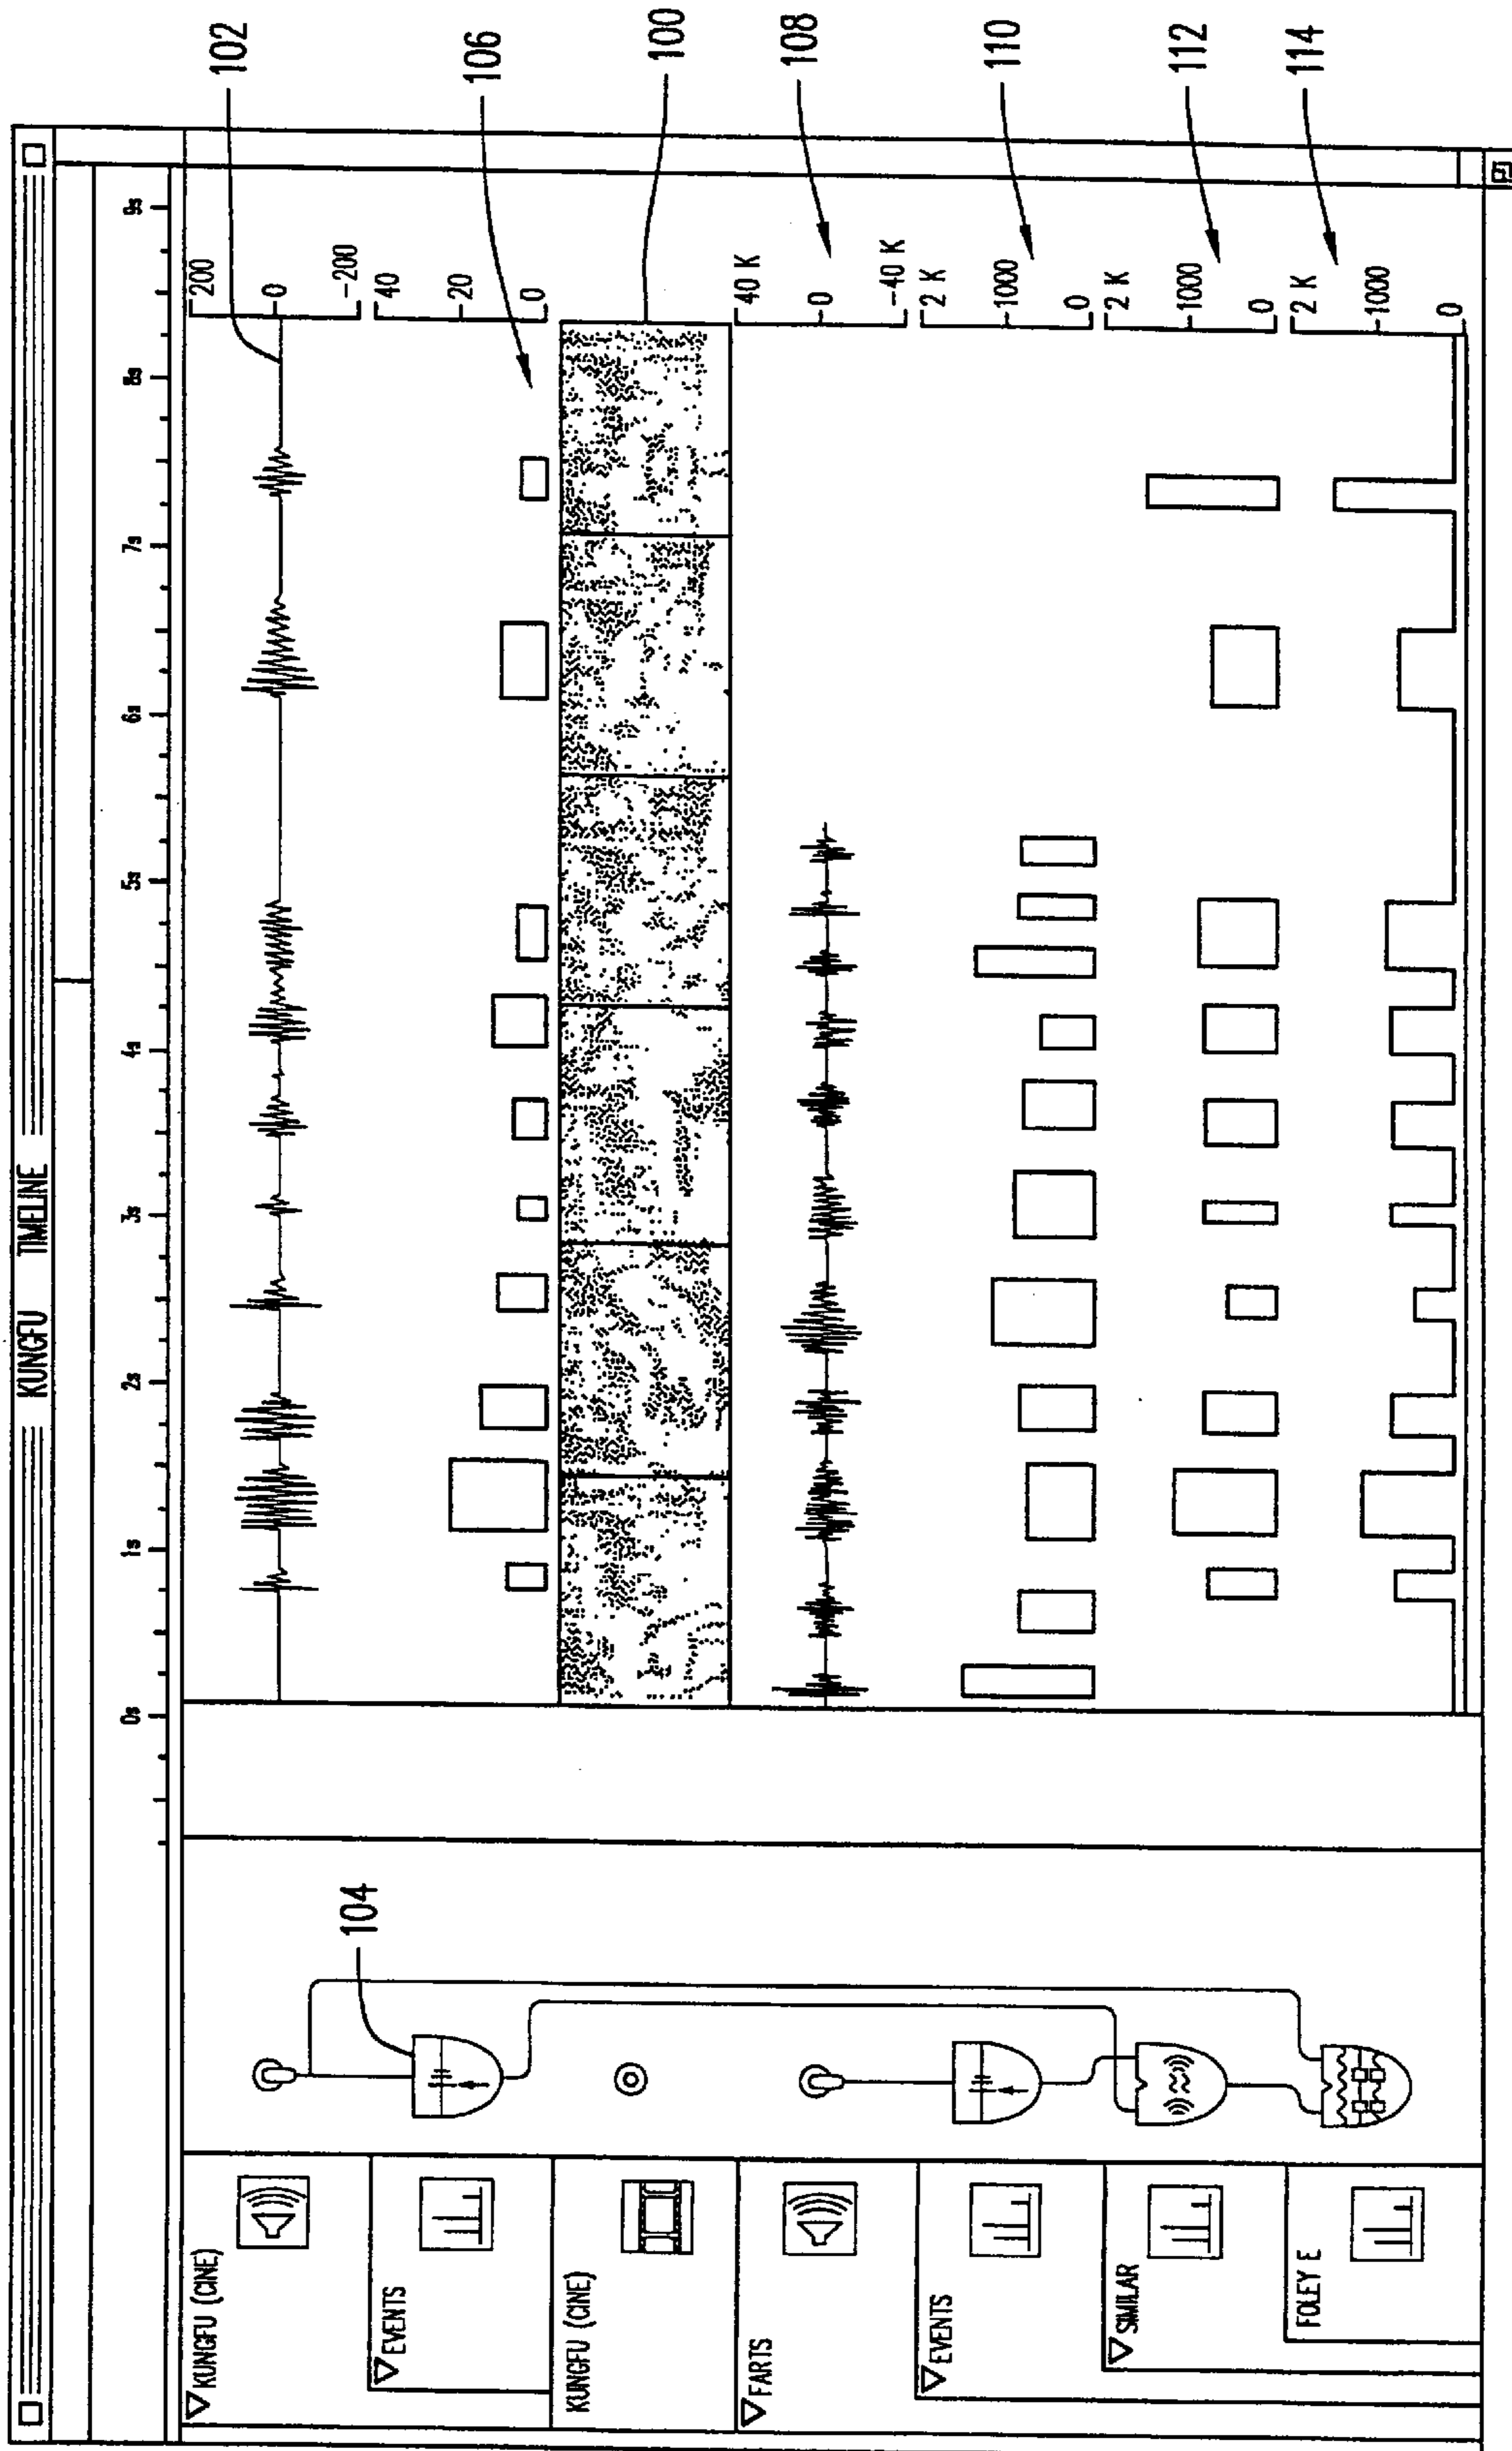 KUNGFU TIMELINE
0s 1s 2s 3s 4s 5s 6s 7s 8s 9s
▽ KUNGFU (CINE)
200
0
-200
102
▽ EVENTS
104
40
20
0
106
KUNGFU (CINE)
100
▽ FARTS
40 K
0
-40 K
108
▽ EVENTS
2 K
1000
0
110
▽ SIMILAR
2 K
1000
0
112
FOLEY E
2 K
1000
0
114